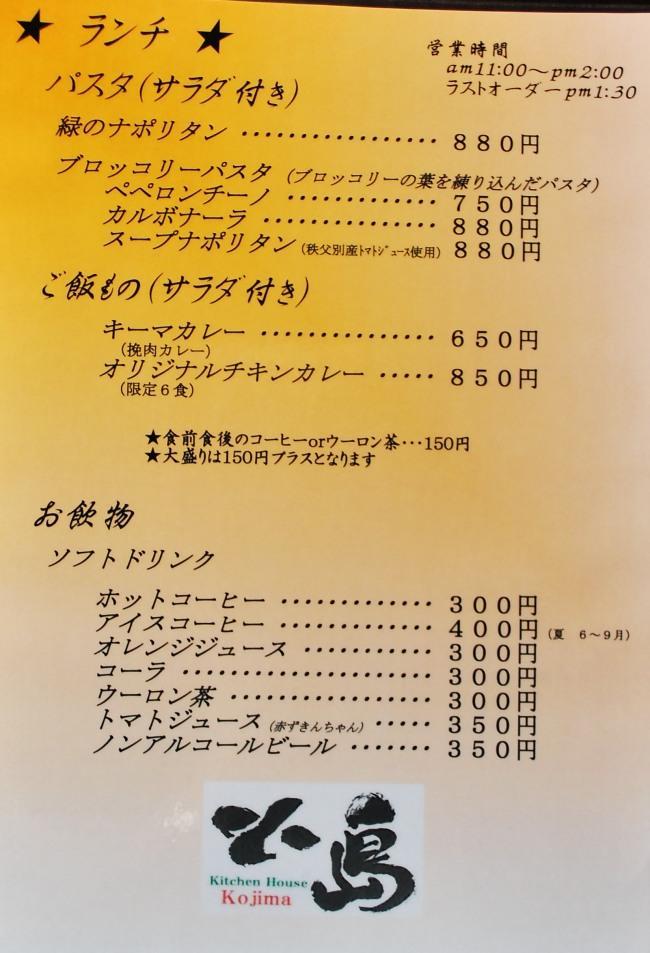 ★ ランチ ★
営業時間
am11:00～pm2:00
ラストオーダーpm1:30
パスタ(サラダ付き)
緑のナポリタン ・・・・・・・・・・・・・・・・・・ 880円
ブロッコリーパスタ (ブロッコリーの葉を練り込んだパスタ)
ペペロンチーノ ・・・・・・・・・・・・・ 750円
カルボナーラ ・・・・・・・・・・・・・・・ 880円
スープナポリタン(秩父別産ﾄﾏﾄｼﾞｭｰｽ使用) 880円
ご飯もの(サラダ付き)
キーマカレー ・・・・・・・・・・・・・・・ 650円
(挽肉カレー)
オリジナルチキンカレー ・・・・・ 850円
(限定6食)
★食前食後のコーヒーorウーロン茶・・・150円
★大盛りは150円プラスとなります
お飲物
ソフトドリンク
ホットコーヒー ・・・・・・・・・・・・・ 300円
アイスコーヒー ・・・・・・・・・・・・・ 400円 (夏 6～9月)
オレンジジュース ・・・・・・・・・・・ 300円
コーラ ・・・・・・・・・・・・・・・・・・・・ 300円
ウーロン茶 ・・・・・・・・・・・・・・・・ 300円
トマトジュース(赤ずきんちゃん) ・・・・・ 350円
ノンアルコールビール ・・・・・・・ 350円
小島
Kitchen House
Kojima